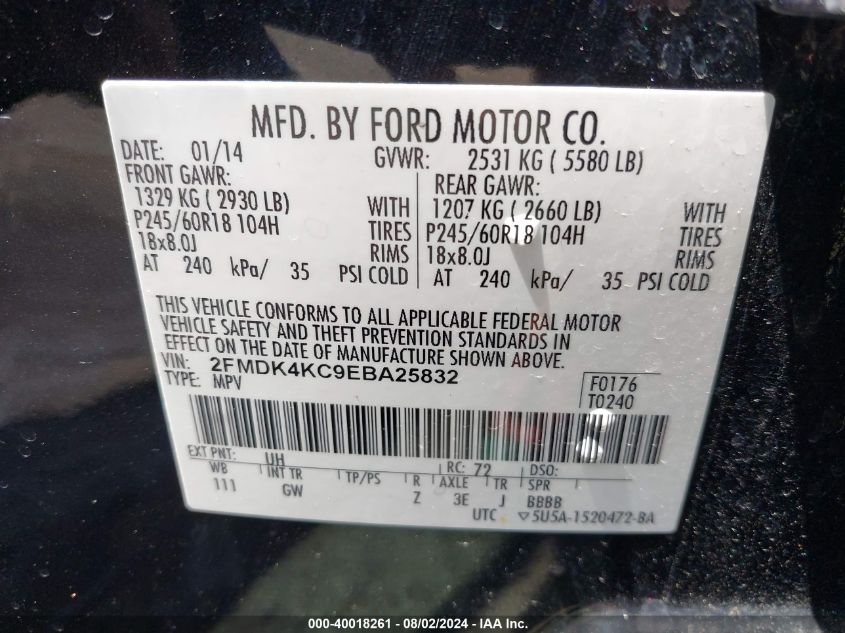 MFD. BY FORD MOTOR CO.
DATE: 01/14 GVWR: 2531 KG ( 5580 LB)
FRONT GAWR: REAR GAWR:
1329 KG ( 2930 LB) WITH 1207 KG ( 2660 LB) WITH
P245/60R18 104H TIRES P245/60R18 104H TIRES
18x8.0J RIMS 18x8.0J RIMS
AT 240 kPa/ 35 PSI COLD AT 240 kPa/ 35 PSI COLD
THIS VEHICLE CONFORMS TO ALL APPLICABLE FEDERAL MOTOR
VEHICLE SAFETY AND THEFT PREVENTION STANDARDS IN
EFFECT ON THE DATE OF MANUFACTURE SHOWN ABOVE.
VIN: 2FMDK4KC9EBA25832
TYPE: MPV F0176
T0240
EXT PNT: UH RC: 72 DSO:
WB INT TR TP/PS R AXLE TR SPR
111 GW Z 3E J BBBB
UTC ▽5U5A-1520472-BA
000-40018261 - 08/02/2024 - COPYRIGHT IAA, LLC.